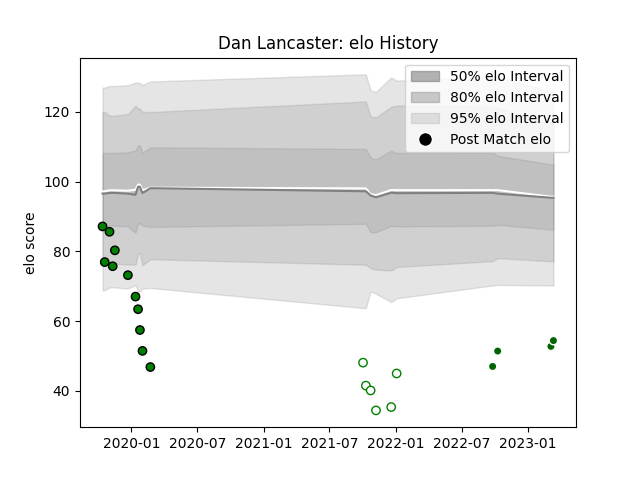 Dan Lancaster: elo History
50% elo Interval
80% elo Interval
95% elo Interval
Post Match elo
elo score
120
100
80
60
40
2020-01
2020-07
2021-01
2021-07
2022-01
2022-07
2023-01